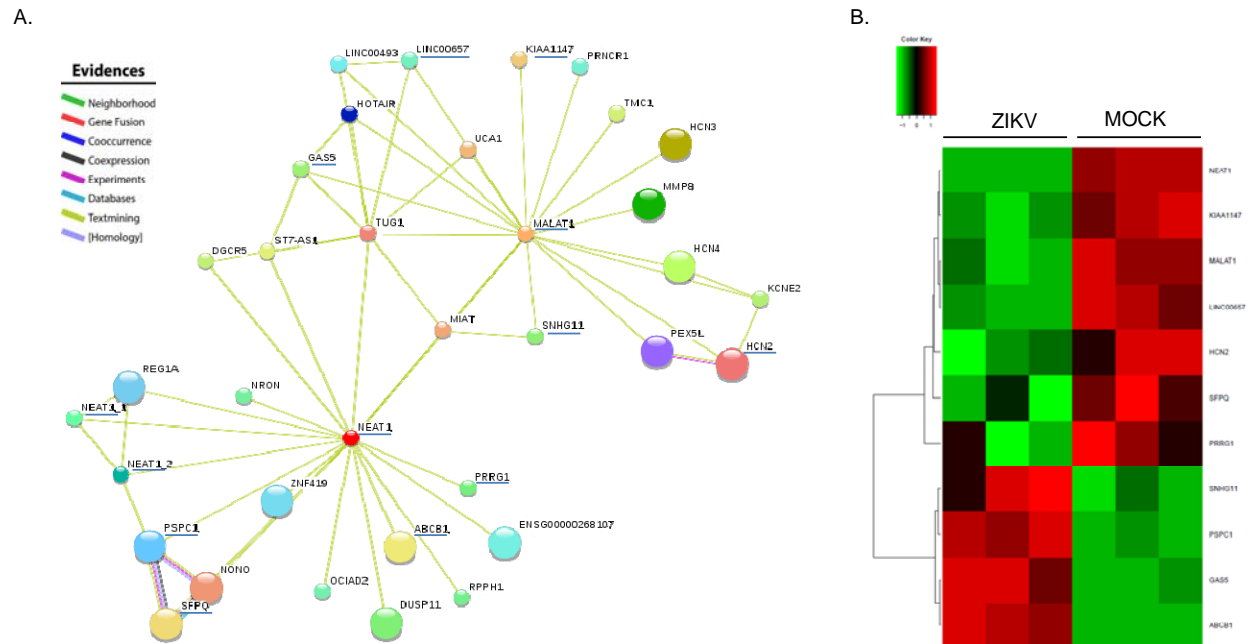 A.
B.
Evidences
Neighborhood
Gene Fusion
Cooccurrence
Coexpression
Experiments
Databases
Textmining
[Homology]
LINC00493
LINC00657
KIAA1147
PRNCR1
HOTAIR
TMC1
UCA1
HCN3
GAS5
MMP8
TUG1
MALAT1
DGCR5
ST7-AS1
HCN4
KCNE2
MIAT
SNHG11
PEX5L
HCN2
REG1A
NRON
NEAT1_1
NEAT1
NEAT1_2
ZNF419
PRRG1
PSPC1
ABCB1
ENSG00000268107
NONO
OCIAD2
RPPH1
SFPQ
DUSP11
Color Key
-1 0 1
ZIKV MOCK
NEAT1
KIAA1147
MALAT1
LINC00657
HCN2
SFPQ
PRRG1
SNHG11
PSPC1
GAS5
ABCB1